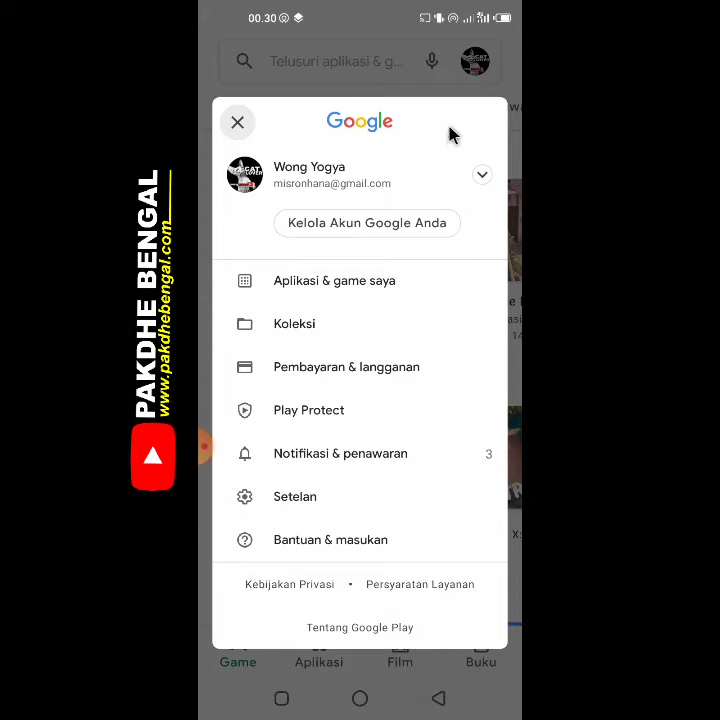 00.30
Telusuri aplikasi & g...
Google
Wong Yogya
misronhana@gmail.com
Kelola Akun Google Anda
Aplikasi & game saya
Koleksi
Pembayaran & langganan
Play Protect
Notifikasi & penawaran 3
Setelan
Bantuan & masukan
Kebijakan Privasi • Persyaratan Layanan
Tentang Google Play
Game Aplikasi Film Buku
PAKDHE BENGAL
www.pakdhebengal.com